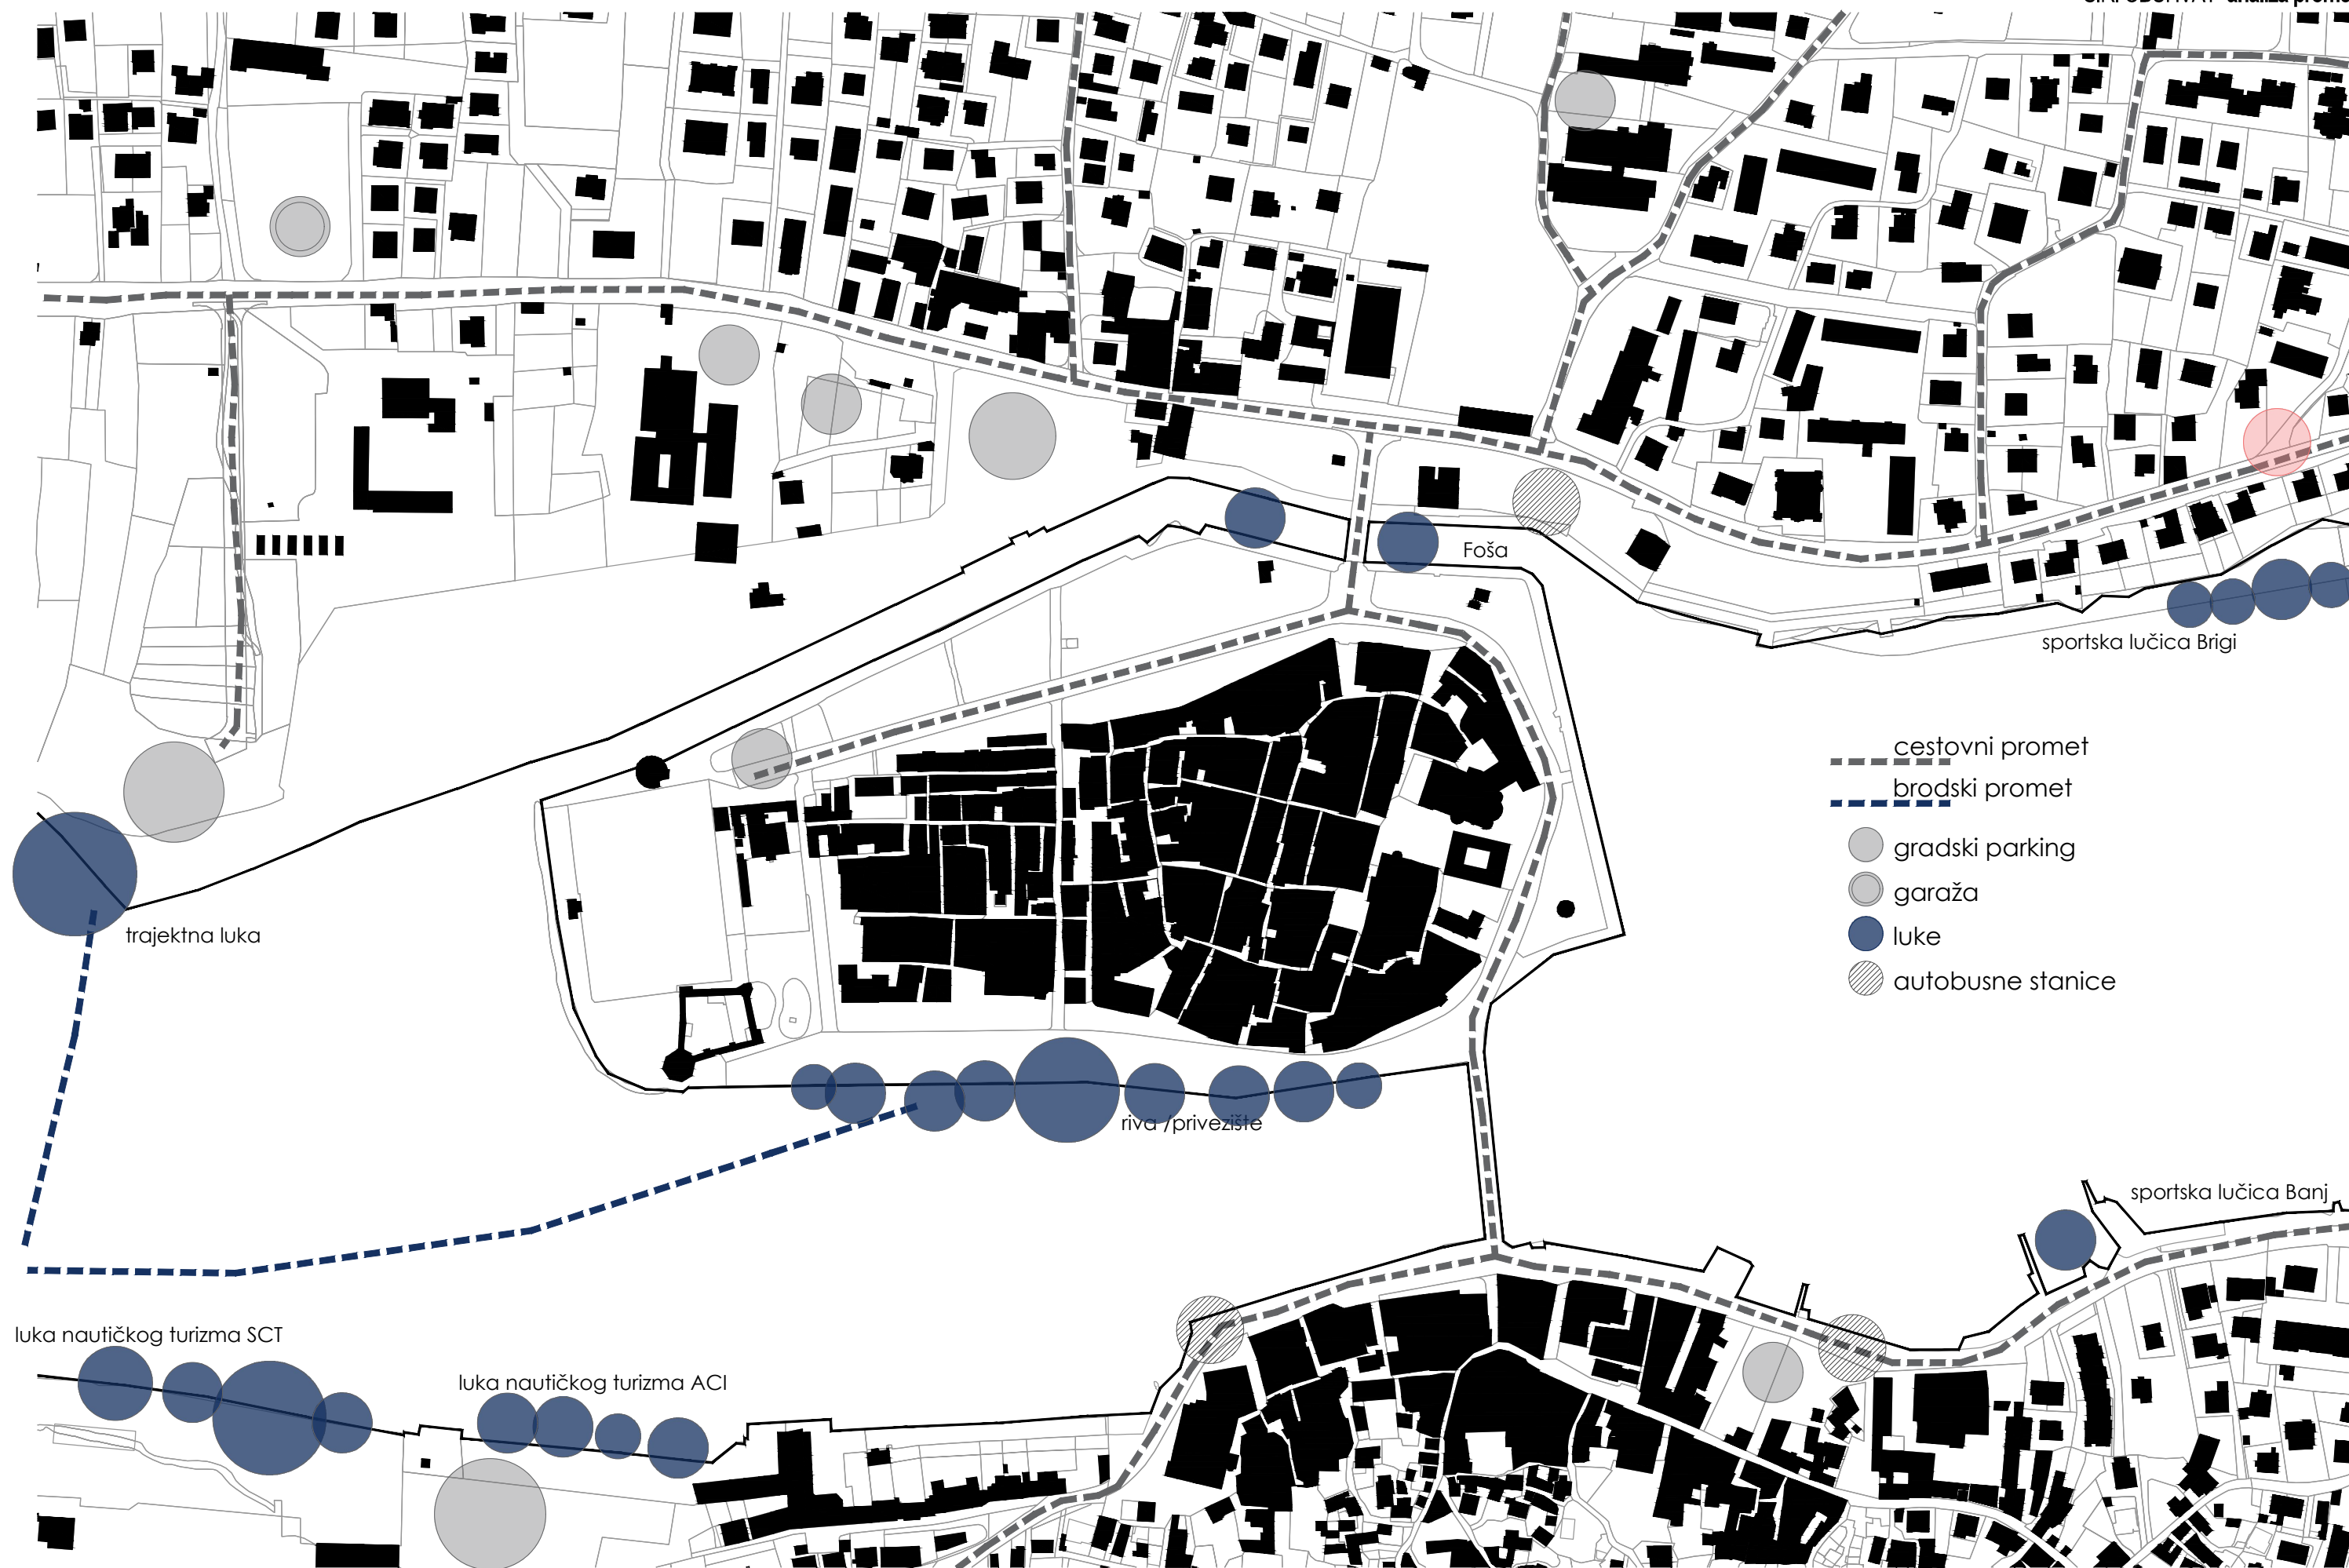 analiza
Foša
sportska lučica Brigi
cestovni promet
brodski promet
gradski parking
garaža
luke
autobusne stanice
trajektna luka
riva /privezište
sportska lučica Banj
luka nautičkog turizma SCT
luka nautičkog turizma ACI